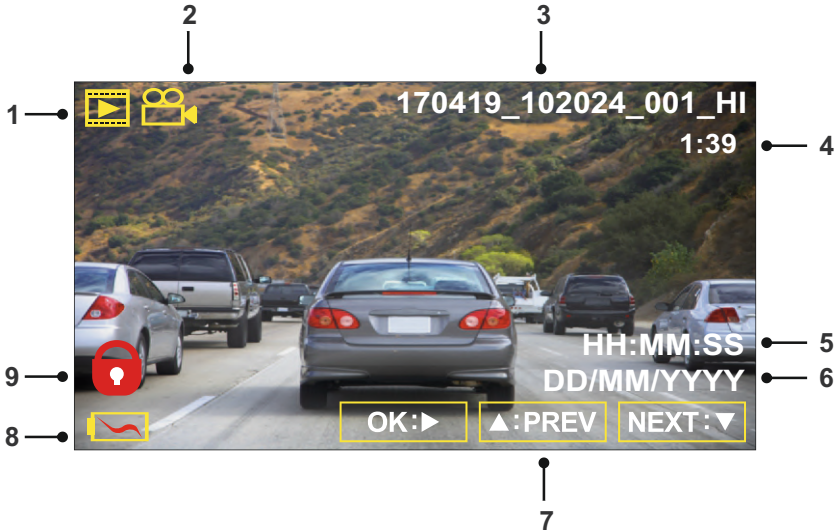 2
3
1
170419_102024_001_HI
1:39
4
HH:MM:SS
5
DD/MM/YYYY
6
9
8
OK:▶
▲:PREV
NEXT:▼
7